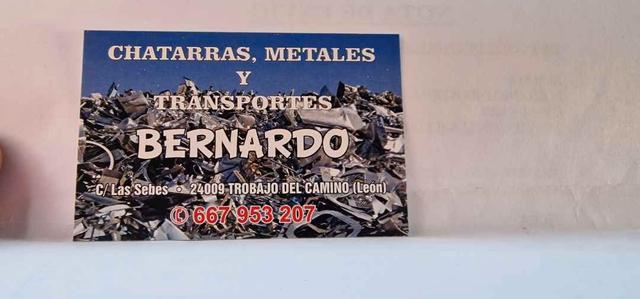 CHATARRAS, METALES
Y
TRANSPORTES
BERNARDO
C/ Las Sebes • 24009 TROBAJO DEL CAMINO (León)
✆ 667 953 207